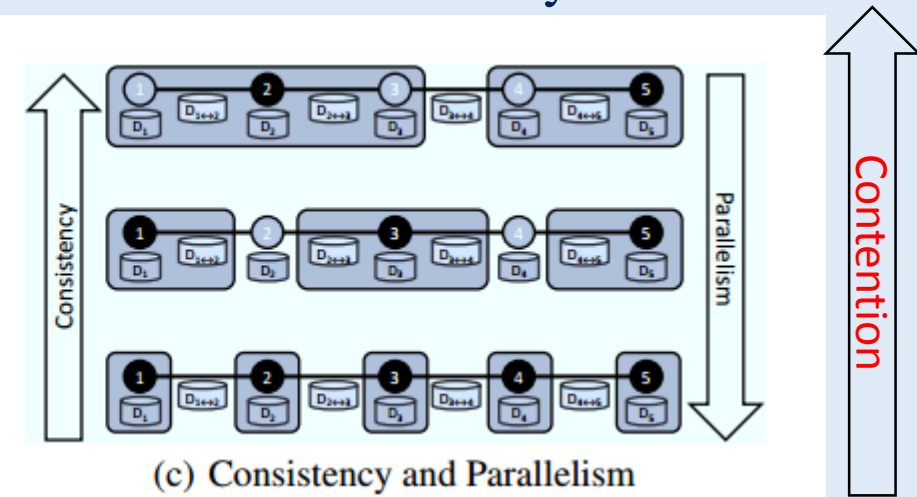 1 2 3 4 5
D1↔2 D2↔3 D3↔4 D4↔5
D1 D2 D3 D4 D5
1 2 3 4 5
D1↔2 D2↔3 D3↔4 D4↔5
D1 D2 D3 D4 D5
1 2 3 4 5
D1↔2 D2↔3 D3↔4 D4↔5
D1 D2 D3 D4 D5
Consistency
Parallelism
Contention
(c) Consistency and Parallelism